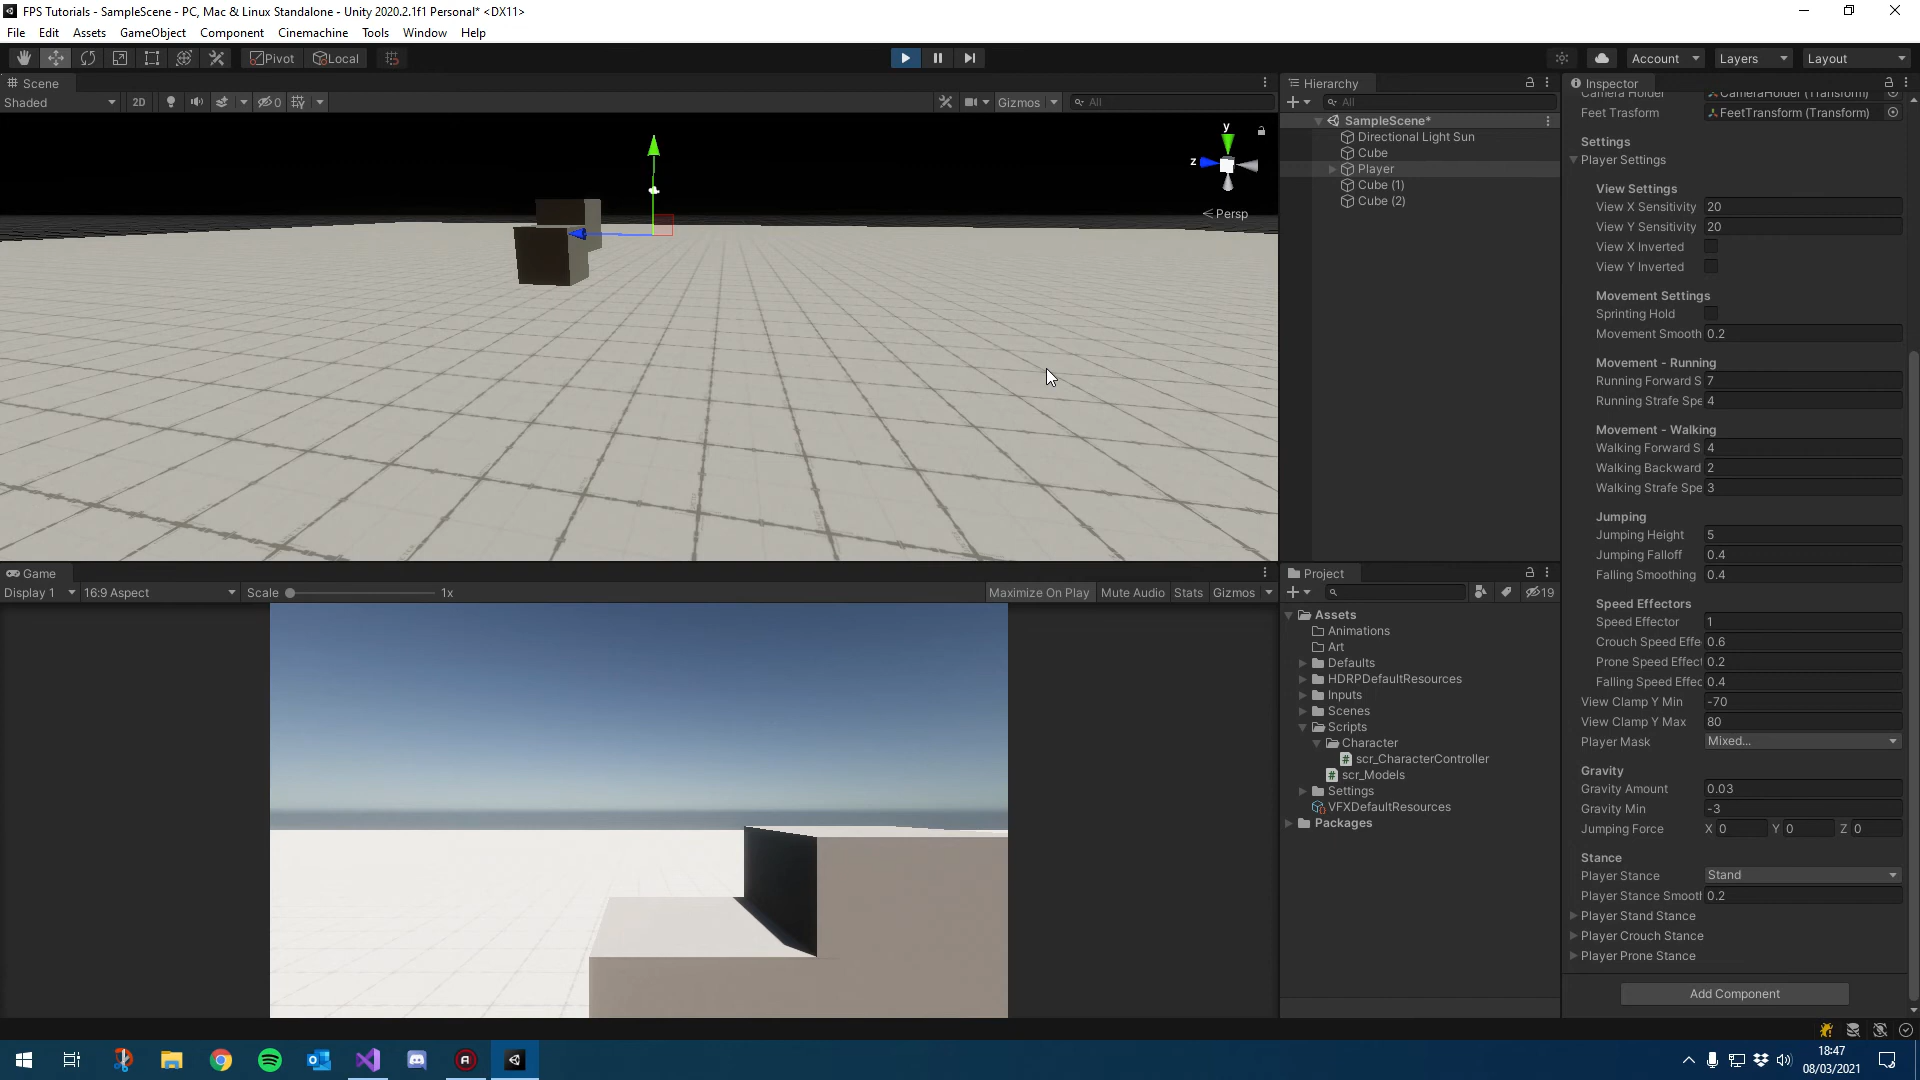 FPS Tutorials - SampleScene - PC, Mac & Linux Standalone - Unity 2020.2.1f1 Personal* <DX11>
File Edit Assets GameObject Component Cinemachine Tools Window Help
Pivot Local
Account Layers Layout
Scene
Shaded 2D 0 Gizmos All
y
z
Persp
Hierarchy
All
SampleScene*
Directional Light Sun
Cube
Player
Cube (1)
Cube (2)
Game
Display 1 16:9 Aspect Scale 1x Maximize On Play Mute Audio Stats Gizmos
Project
19
Assets
Animations
Art
Defaults
HDRPDefaultResources
Inputs
Scenes
Scripts
Character
scr_CharacterController
scr_Models
Settings
VFXDefaultResources
Packages
Inspector
Camera Holder CameraHolder (Transform)
Feet Trasform FeetTransform (Transform)
Settings
Player Settings
View Settings
View X Sensitivity 20
View Y Sensitivity 20
View X Inverted
View Y Inverted
Movement Settings
Sprinting Hold
Movement Smooth 0.2
Movement - Running
Running Forward S 7
Running Strafe Spe 4
Movement - Walking
Walking Forward S 4
Walking Backward 2
Walking Strafe Spe 3
Jumping
Jumping Height 5
Jumping Falloff 0.4
Falling Smoothing 0.4
Speed Effectors
Speed Effector 1
Crouch Speed Effe 0.6
Prone Speed Effect 0.2
Falling Speed Effec 0.4
View Clamp Y Min -70
View Clamp Y Max 80
Player Mask Mixed...
Gravity
Gravity Amount 0.03
Gravity Min -3
Jumping Force X 0 Y 0 Z 0
Stance
Player Stance Stand
Player Stance Smooth 0.2
Player Stand Stance
Player Crouch Stance
Player Prone Stance
Add Component
18:47
08/03/2021